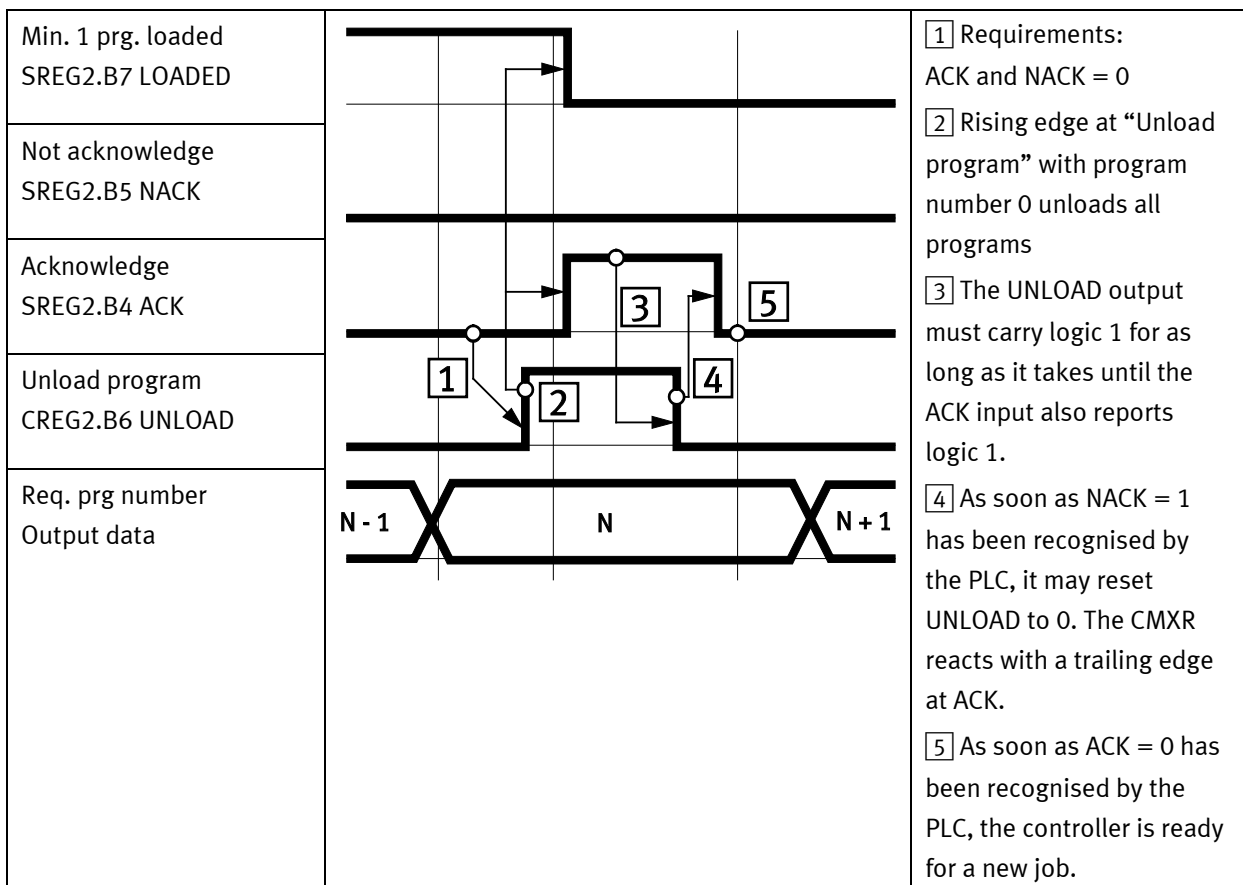 Min. 1 prg. loaded
SREG2.B7 LOADED
Not acknowledge
SREG2.B5 NACK
Acknowledge
SREG2.B4 ACK
Unload program
CREG2.B6 UNLOAD
Req. prg number
Output data
1
2
3
4
5
N - 1
N
N + 1
1 Requirements:
ACK and NACK = 0
2 Rising edge at “Unload
program” with program
number 0 unloads all
programs
3 The UNLOAD output
must carry logic 1 for as
long as it takes until the
ACK input also reports
logic 1.
4 As soon as NACK = 1
has been recognised by
the PLC, it may reset
UNLOAD to 0. The CMXR
reacts with a trailing edge
at ACK.
5 As soon as ACK = 0 has
been recognised by the
PLC, the controller is ready
for a new job.